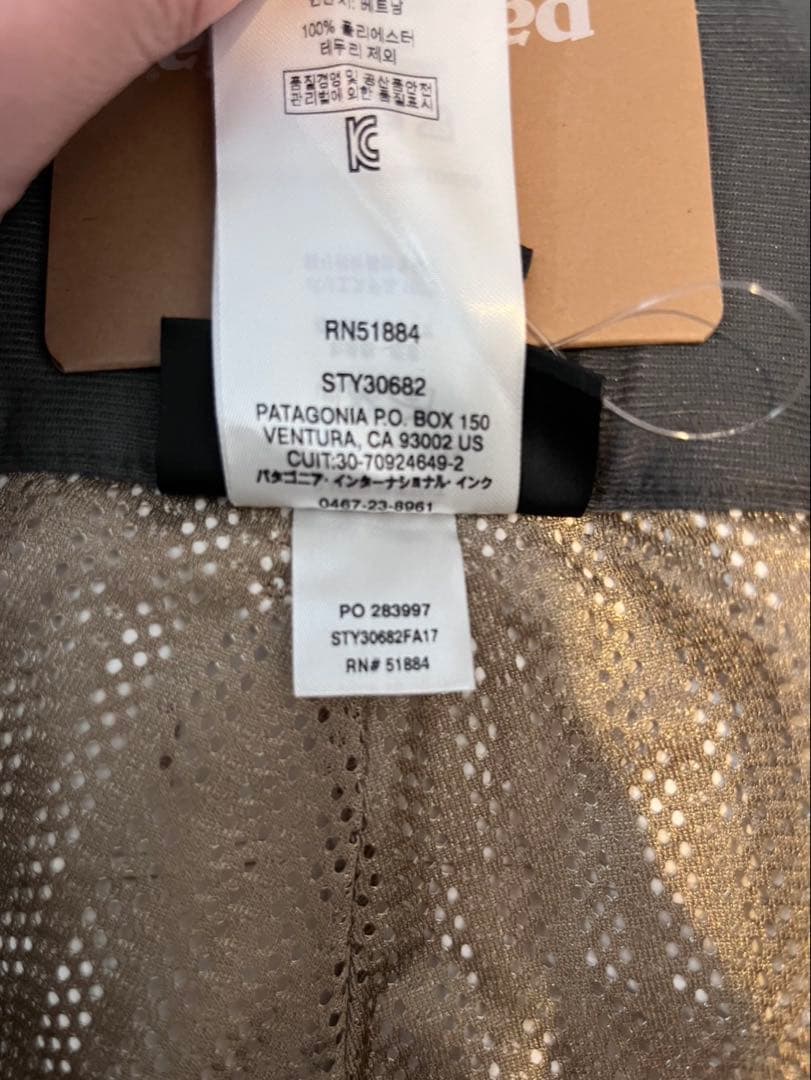 베트남
100% 폴리에스터
테두리 제외
품질경영 및 공산품안전
관리법에 의한 품질표시
KC
RN51884
STY30682
PATAGONIA P.O. BOX 150
VENTURA, CA 93002 US
CUIT:30-70924649-2
パタゴニア・インターナショナル・インク
0467-23-8961
PO 283997
STY30682FA17
RN# 51884